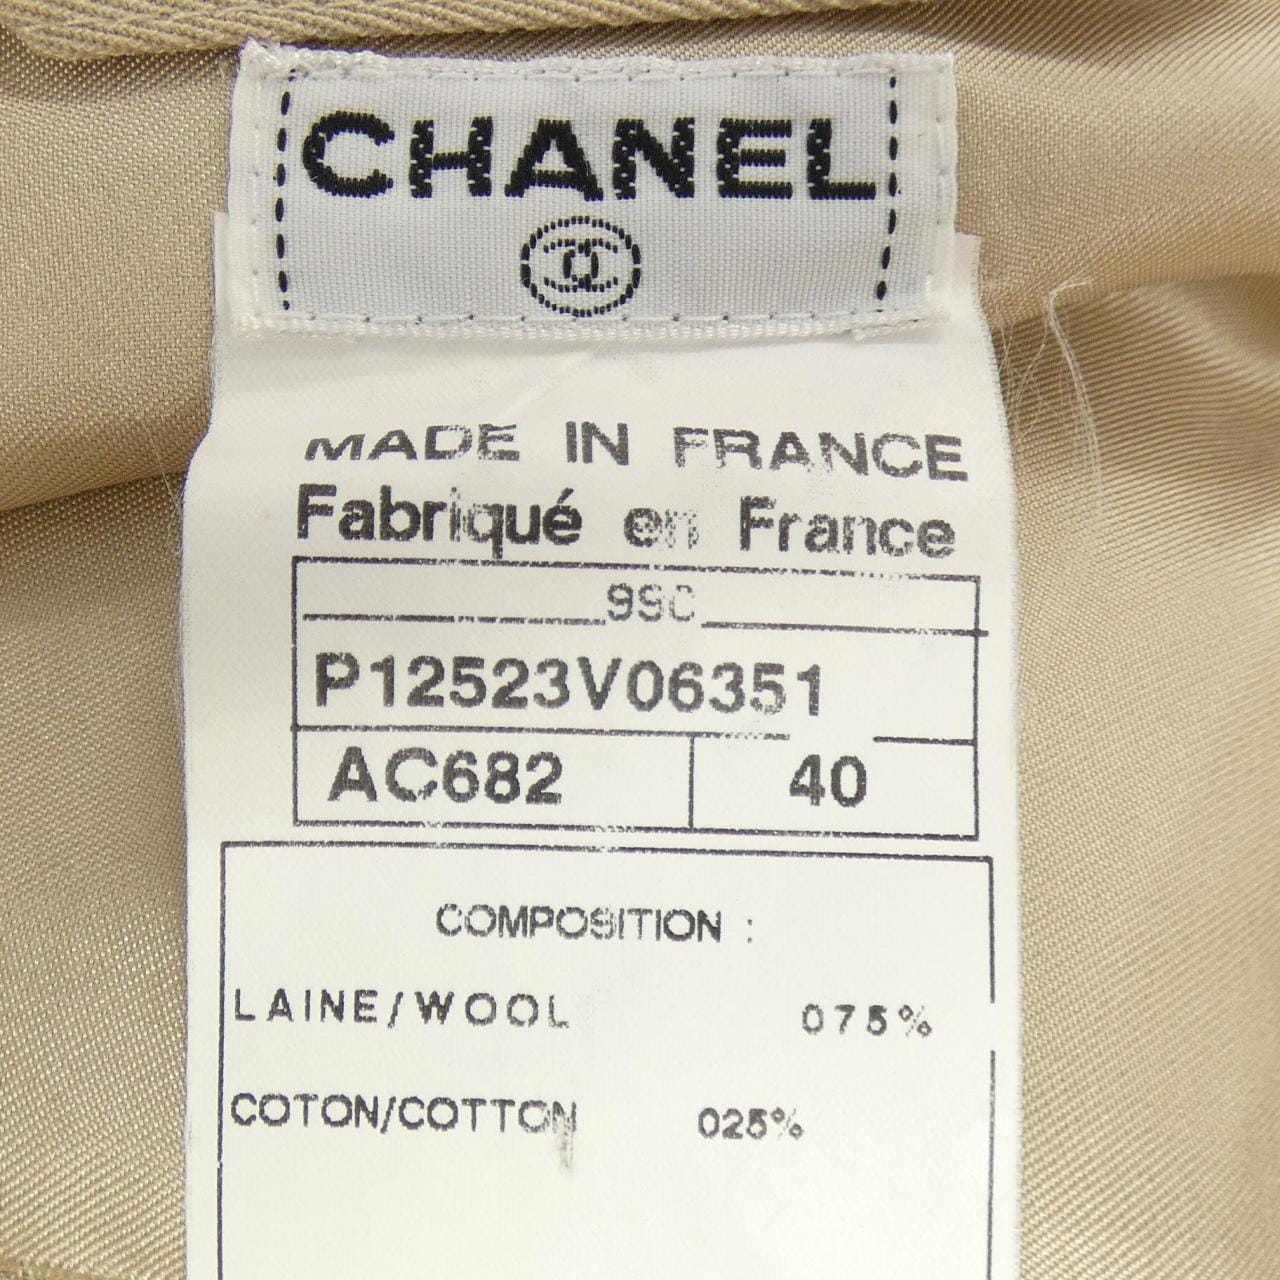 CHANEL
MADE IN FRANCE
Fabriqué en France
99C
P12523V06351
AC682 40
COMPOSITION :
LAINE/WOOL 075%
COTON/COTTON 025%